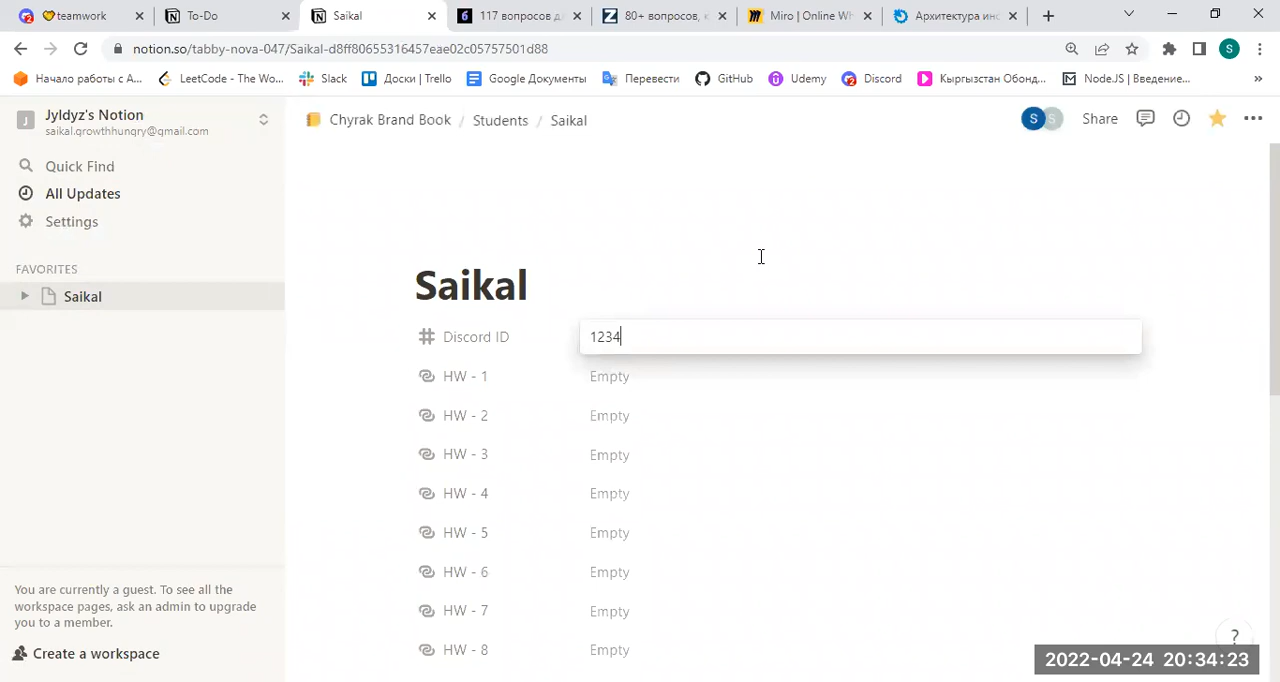 teamwork
To-Do
Saikal
117 вопросов д
80+ вопросов, к
Miro | Online Wh
Архитектура инс
notion.so/tabby-nova-047/Saikal-d8ff80655316457eae02c05757501d88
S
Начало работы с А...
LeetCode - The Wo...
Slack
Доски | Trello
Google Документы
Перевести
GitHub
Udemy
Discord
Кыргызстан Обонд...
Node.JS | Введение...
»
J
Jyldyz's Notion
saikal.growthhungry@gmail.com
Chyrak Brand Book / Students / Saikal
S
S
Share
Quick Find
All Updates
Settings
FAVORITES
Saikal
Saikal
Discord ID
1234
HW - 1
Empty
HW - 2
Empty
HW - 3
Empty
HW - 4
Empty
HW - 5
Empty
HW - 6
Empty
HW - 7
Empty
HW - 8
Empty
You are currently a guest. To see all the
workspace pages, ask an admin to upgrade
you to a member.
Create a workspace
?
2022-04-24 20:34:23